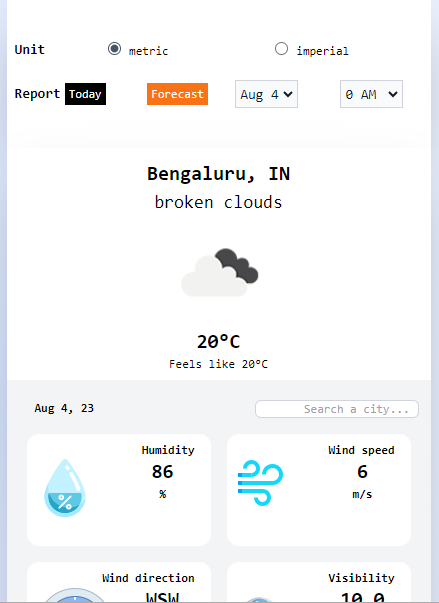 Unit metric imperial
Report Today Forecast Aug 4 0 AM
Bengaluru, IN
broken clouds
20°C
Feels like 20°C
Aug 4, 23 Search a city...
Humidity Wind speed
86 6
% m/s
Wind direction Visibility
WSW 10.0